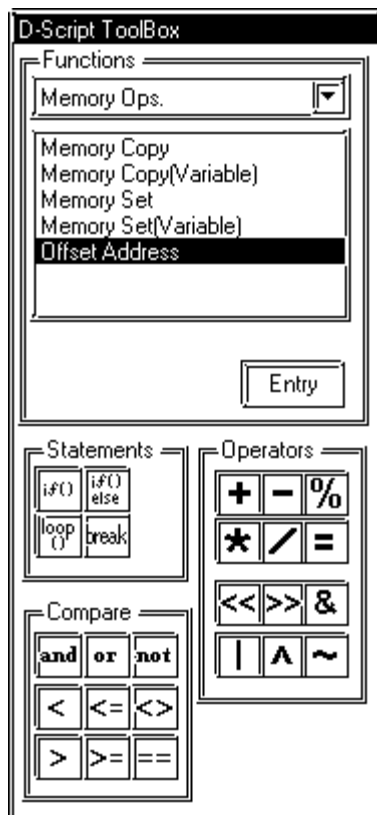 D-Script ToolBox
Functions
Memory Ops.
Memory Copy
Memory Copy(Variable)
Memory Set
Memory Set(Variable)
Offset Address
Entry
Statements
if() if() else
loop () break
Operators
+ - %
* / =
<< >> &
| ^ ~
Compare
and or not
< <= <>
> >= ==